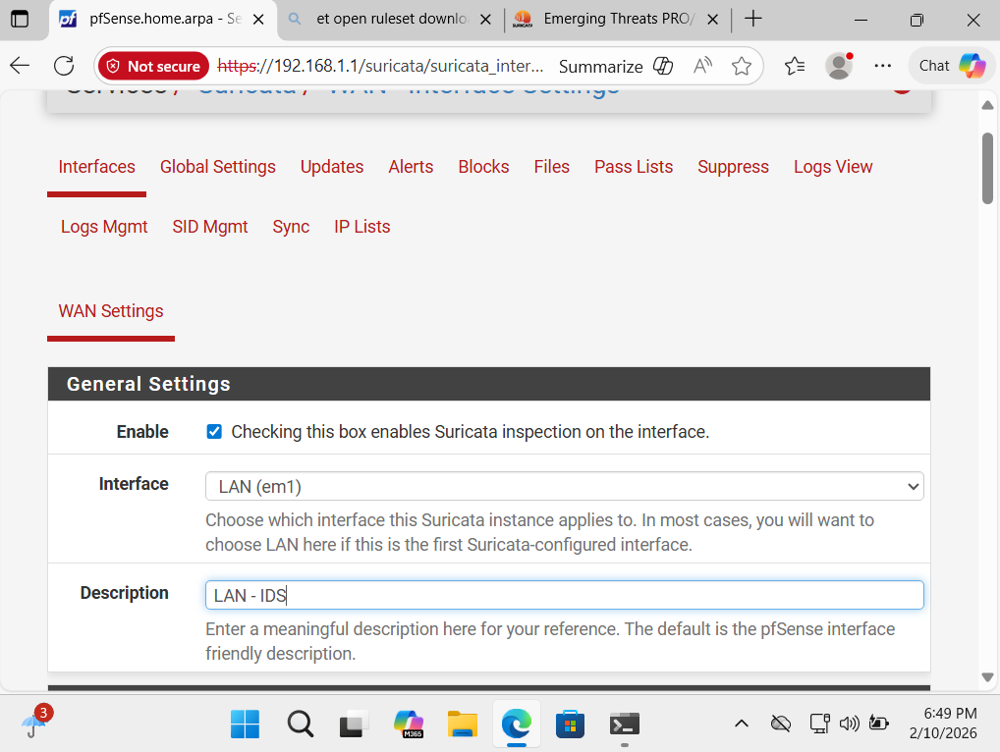 pfSense.home.arpa - Se
et open ruleset downlo
SURICATA
Emerging Threats PRO/
Not secure
https://192.168.1.1/suricata/suricata_inter...
Summarize
Chat
Services / Suricata / WAN - Interface Settings
Interfaces
Global Settings
Updates
Alerts
Blocks
Files
Pass Lists
Suppress
Logs View
Logs Mgmt
SID Mgmt
Sync
IP Lists
WAN Settings
General Settings
Enable
Checking this box enables Suricata inspection on the interface.
Interface
LAN (em1)
Choose which interface this Suricata instance applies to. In most cases, you will want to
choose LAN here if this is the first Suricata-configured interface.
Description
LAN - IDS
Enter a meaningful description here for your reference. The default is the pfSense interface
friendly description.
3
M365
6:49 PM
2/10/2026